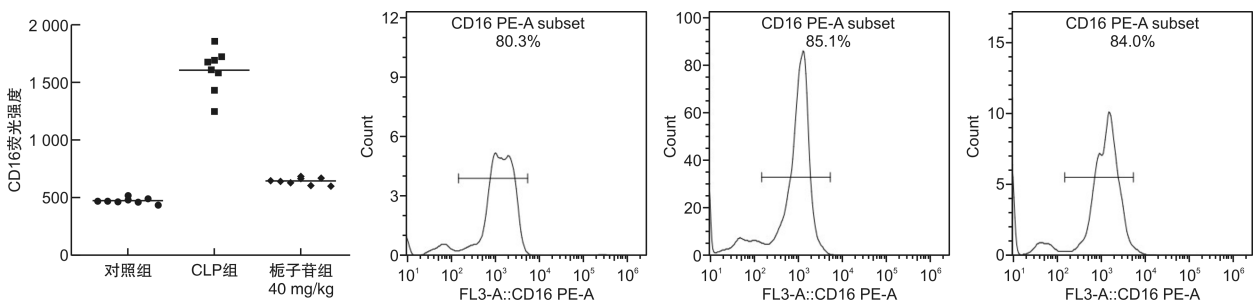 CD16荧光强度
2 000
1 500
1 000
500
0
对照组
CLP组
栀子苷组
40 mg/kg
Count
12
9
6
3
0
CD16 PE-A subset
80.3%
10¹ 10² 10³ 10⁴ 10⁵ 10⁶
FL3-A::CD16 PE-A
Count
100
80
60
40
20
0
CD16 PE-A subset
85.1%
10¹ 10² 10³ 10⁴ 10⁵ 10⁶
FL3-A::CD16 PE-A
Count
15
10
5
0
CD16 PE-A subset
84.0%
10¹ 10² 10³ 10⁴ 10⁵ 10⁶
FL3-A::CD16 PE-A